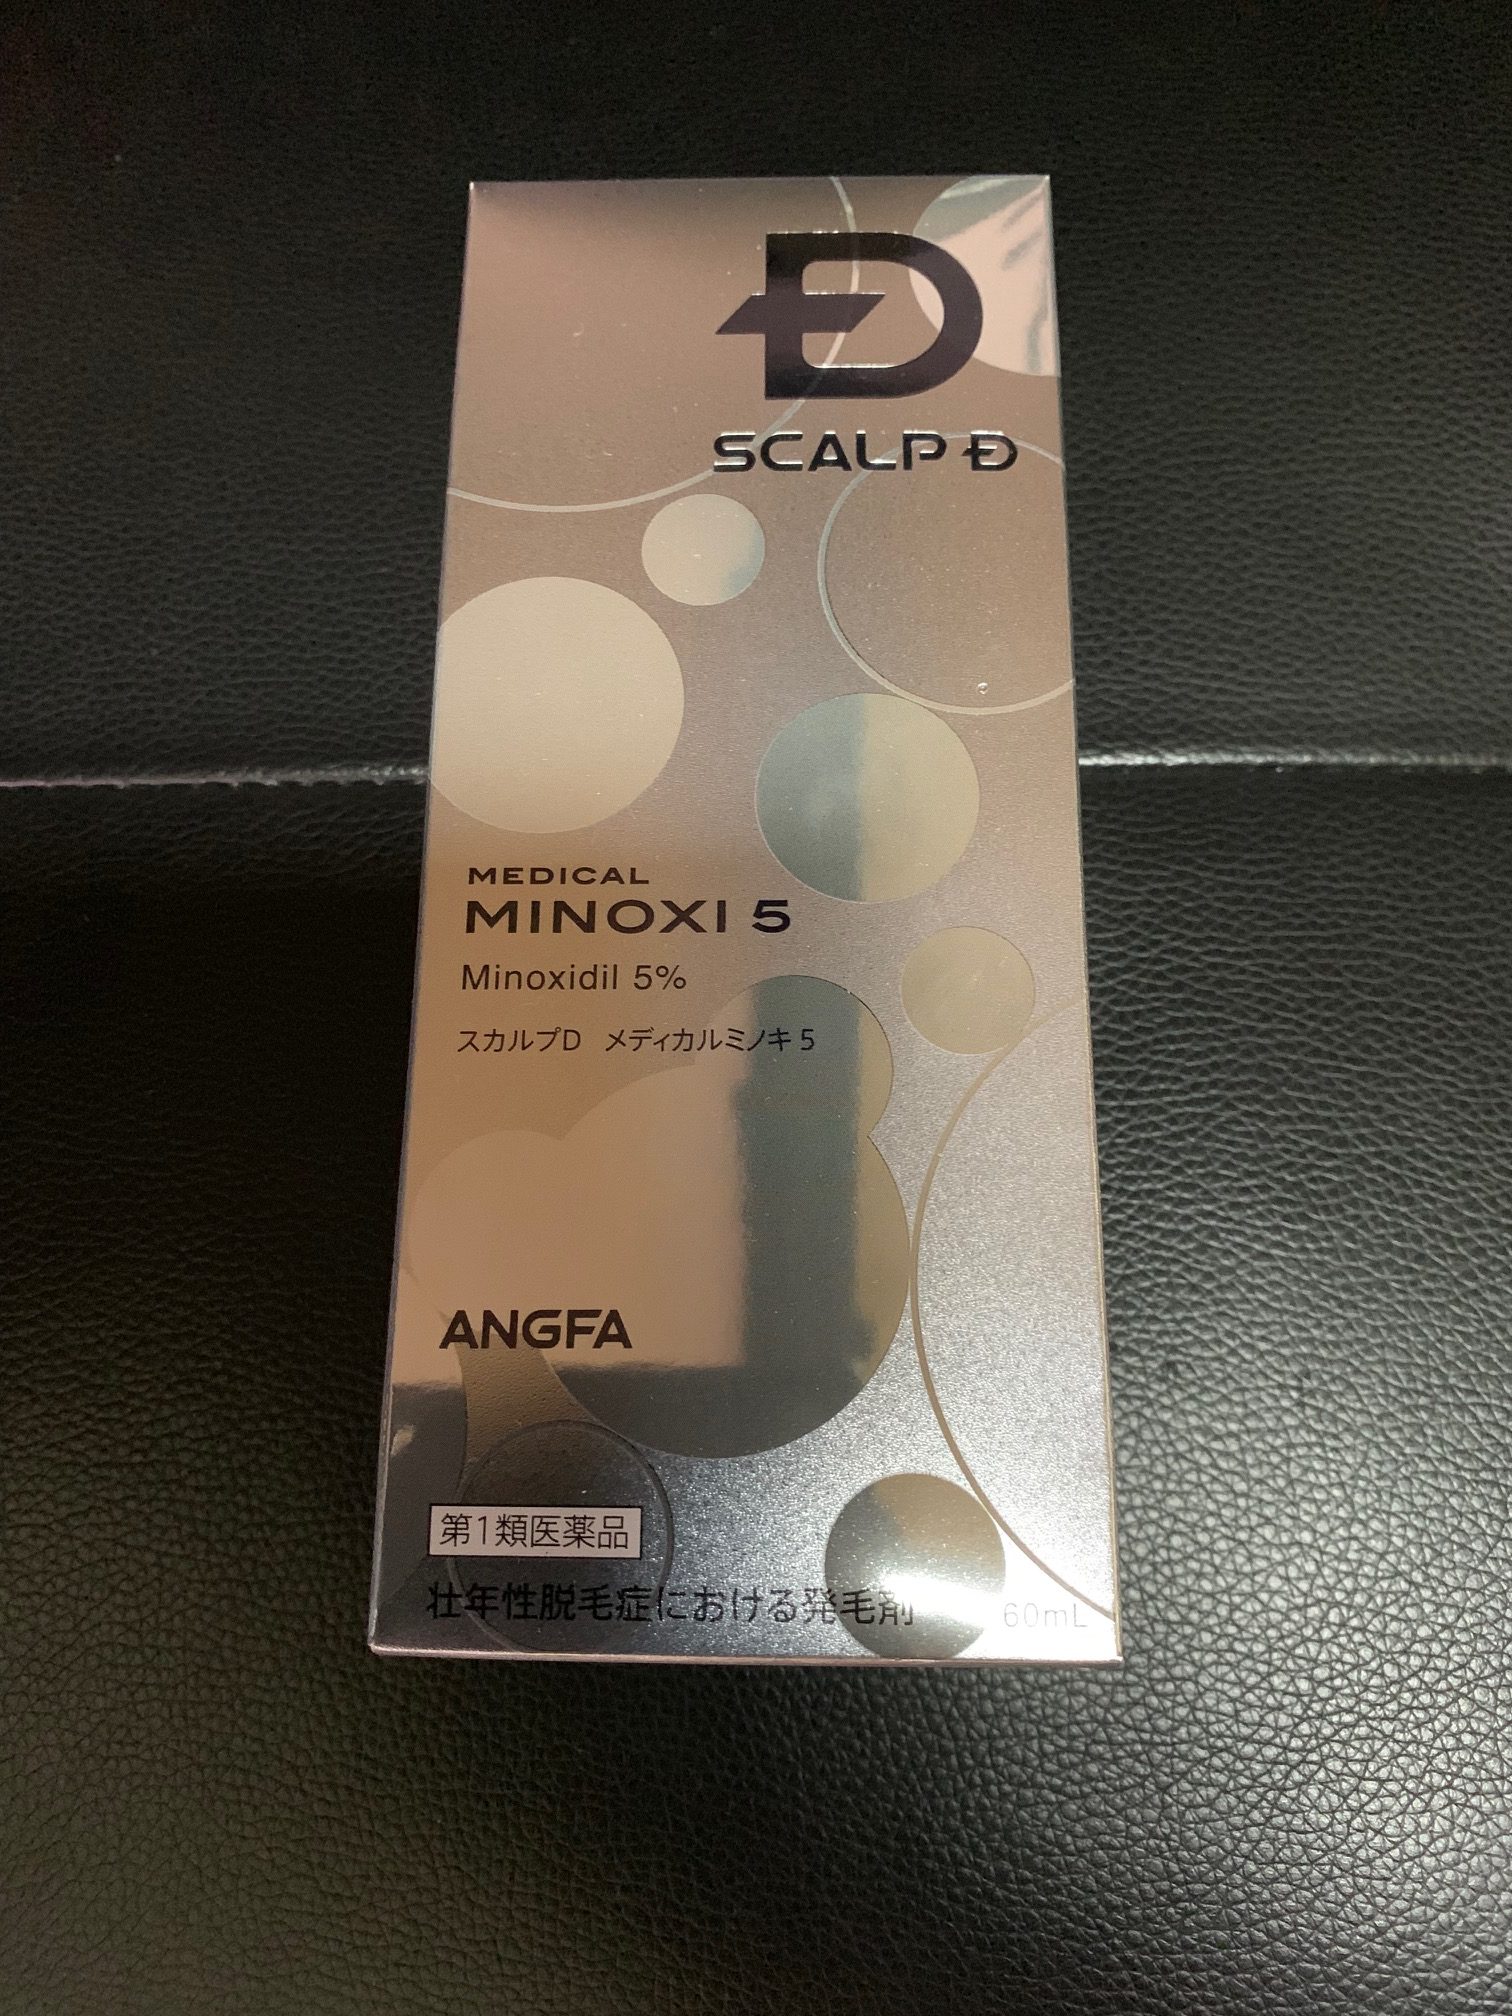 SCALP D
MEDICAL
MINOXI 5
Minoxidil 5%
スカルプD メディカルミノキ5
ANGFA
第1類医薬品
壮年性脱毛症における発毛剤
60mL